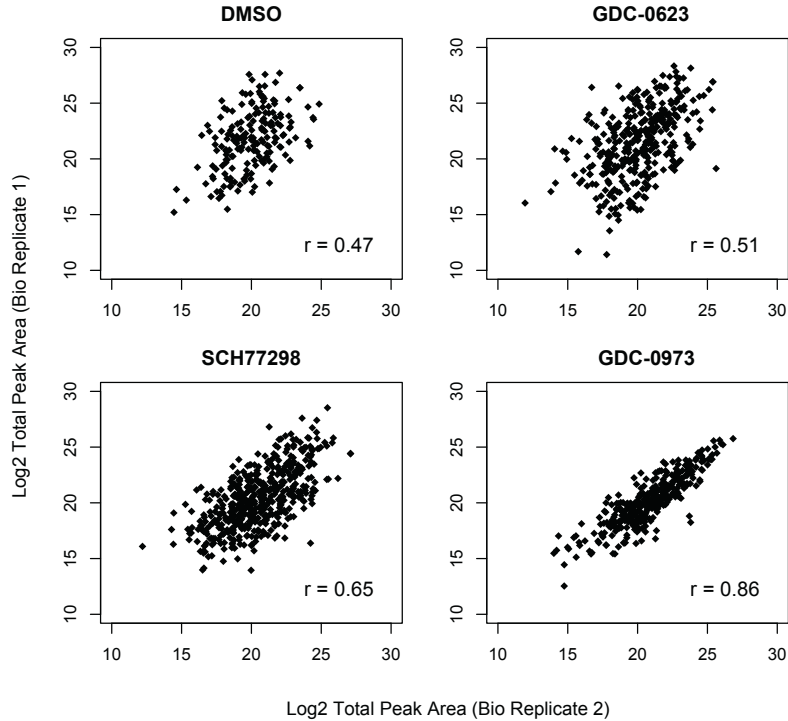 DMSO
GDC-0623
30
25
20
15
10
r = 0.47
10 15 20 25 30
30
25
20
15
10
r = 0.51
10 15 20 25 30
SCH77298
GDC-0973
30
25
20
15
10
r = 0.65
10 15 20 25 30
30
25
20
15
10
r = 0.86
10 15 20 25 30
Log2 Total Peak Area (Bio Replicate 1)
Log2 Total Peak Area (Bio Replicate 2)